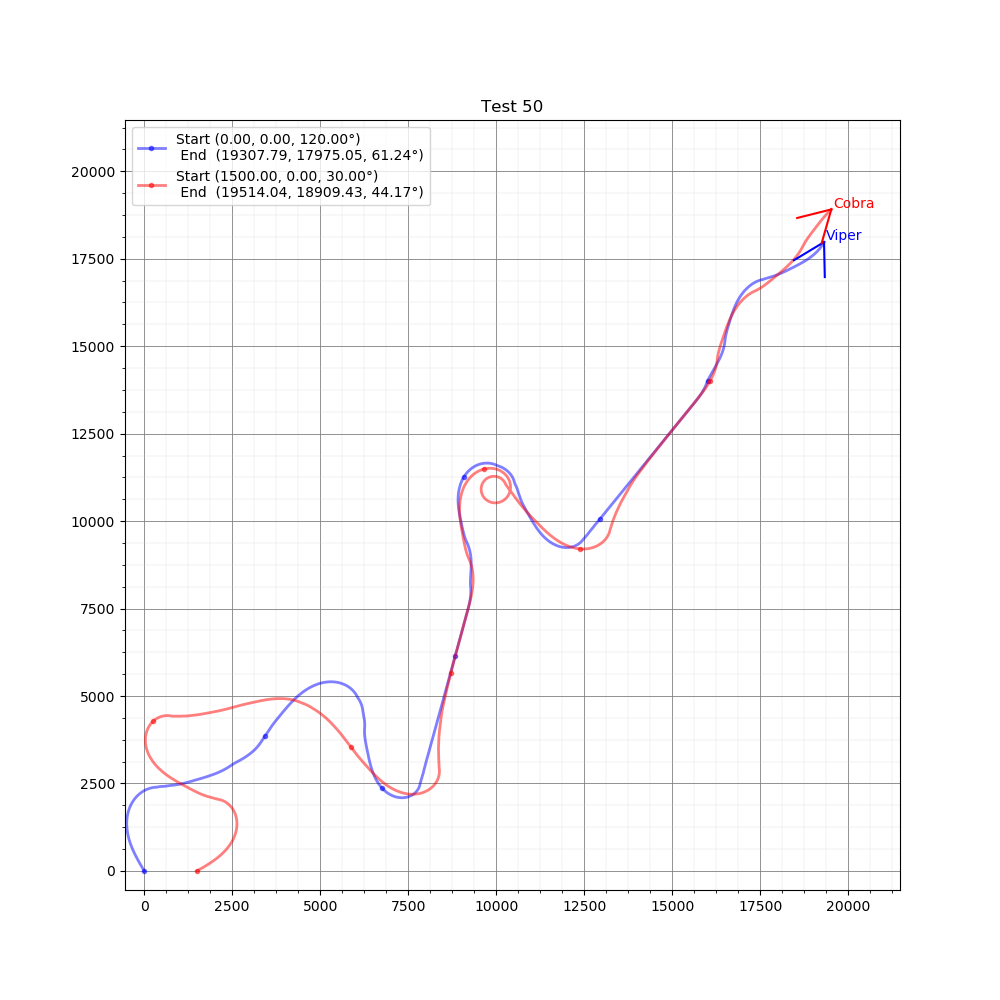 Test 50
Start (0.00, 0.00, 120.00°)
End (19307.79, 17975.05, 61.24°)
Start (1500.00, 0.00, 30.00°)
End (19514.04, 18909.43, 44.17°)
Cobra
Viper
20000
17500
15000
12500
10000
7500
5000
2500
0
0 2500 5000 7500 10000 12500 15000 17500 20000